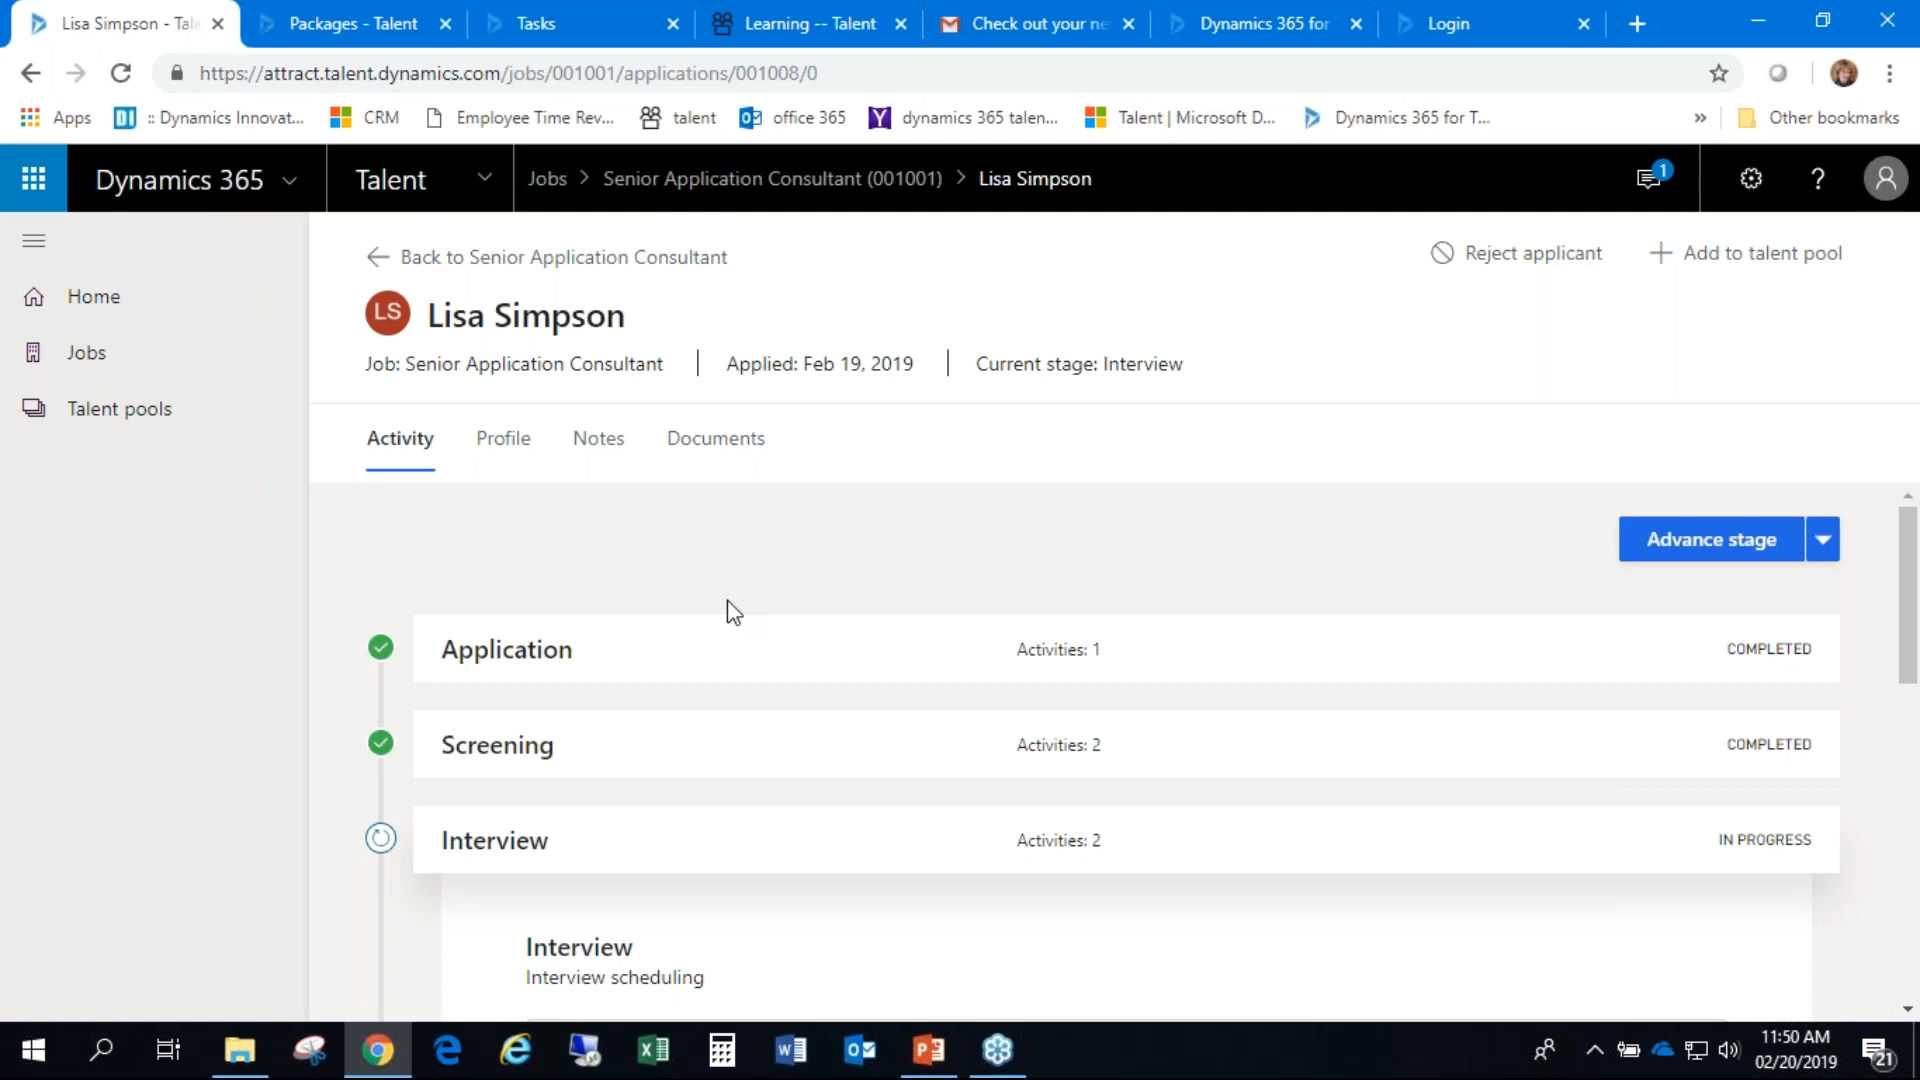 Lisa Simpson - Tale
Packages - Talent
Tasks
Learning -- Talent
Check out your ne
Dynamics 365 for
Login
https://attract.talent.dynamics.com/jobs/001001/applications/001008/0
Apps
DI
:: Dynamics Innovat...
CRM
Employee Time Rev...
talent
office 365
dynamics 365 talen...
Talent | Microsoft D...
Dynamics 365 for T...
»
Other bookmarks
Dynamics 365
Talent
Jobs > Senior Application Consultant (001001) > Lisa Simpson
1
?
Home
Jobs
Talent pools
Back to Senior Application Consultant
Reject applicant
Add to talent pool
LS
Lisa Simpson
Job: Senior Application Consultant
Applied: Feb 19, 2019
Current stage: Interview
Activity
Profile
Notes
Documents
Advance stage
Application
Activities: 1
COMPLETED
Screening
Activities: 2
COMPLETED
Interview
Activities: 2
IN PROGRESS
Interview
Interview scheduling
11:50 AM
02/20/2019
21